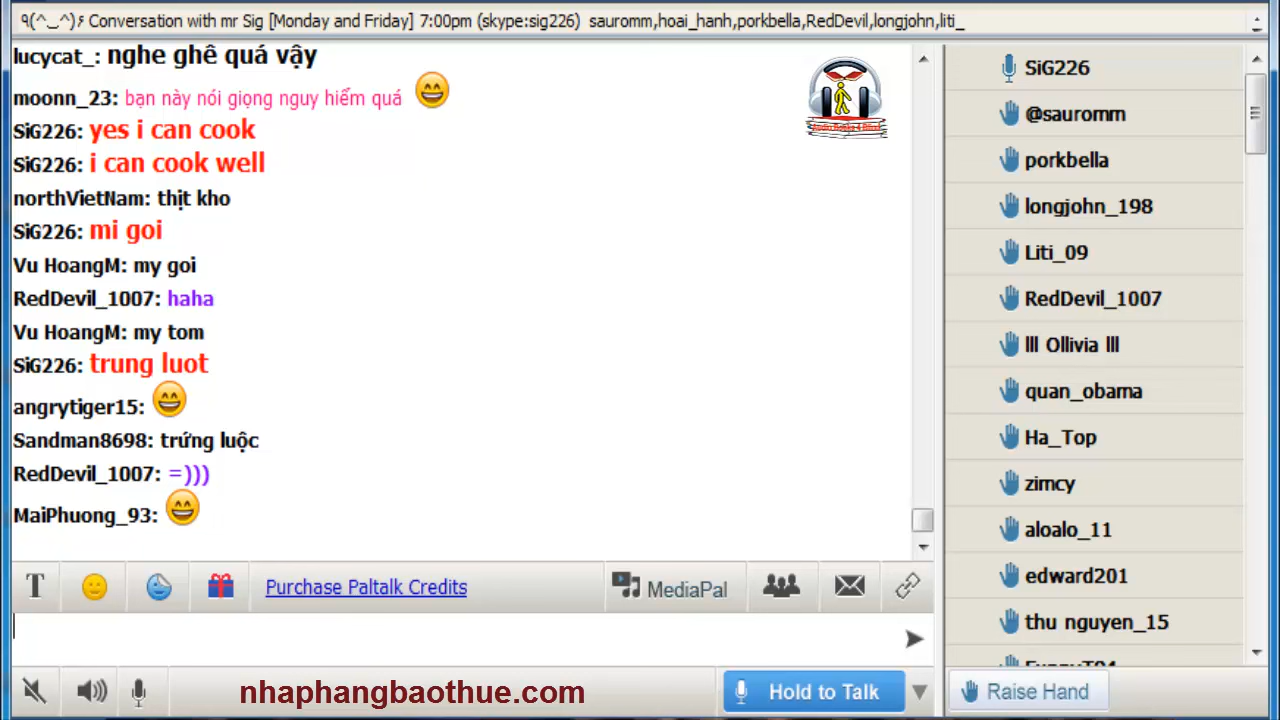 ٩(^‿^)۶ Conversation with mr Sig [Monday and Friday] 7:00pm (skype:sig226) sauromm,hoai_hanh,porkbella,RedDevil,longjohn,liti_
lucycat_: nghe ghê quá vậy
moonn_23: bạn này nói giọng nguy hiểm quá
SiG226: yes i can cook
SiG226: i can cook well
northVietNam: thịt kho
SiG226: mi goi
Vu HoangM: my goi
RedDevil_1007: haha
Vu HoangM: my tom
SiG226: trung luot
angrytiger15:
Sandman8698: trứng luộc
RedDevil_1007: =)))
MaiPhuong_93:
SiG226
@sauromm
porkbella
longjohn_198
Liti_09
RedDevil_1007
lll Ollivia lll
quan_obama
Ha_Top
zimcy
aloalo_11
edward201
thu nguyen_15
T Purchase Paltalk Credits MediaPal
nhaphangbaothue.com
Hold to Talk
Raise Hand